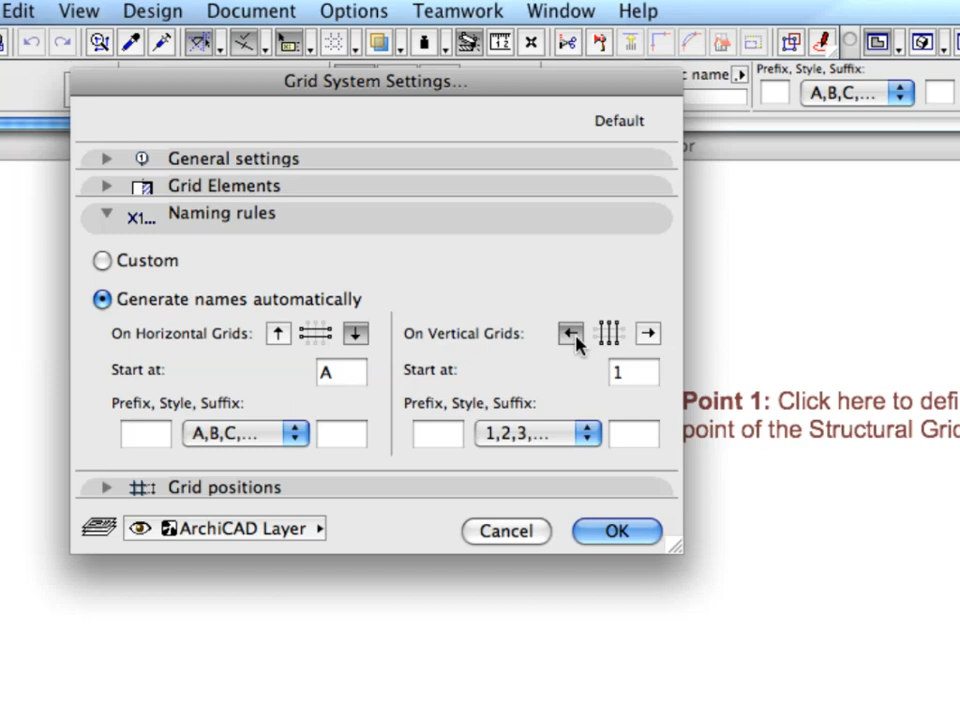 Edit View Design Document Options Teamwork Window Help
c name
Prefix, Style, Suffix:
A,B,C,...
Grid System Settings...
or
Default
General settings
Grid Elements
X1... Naming rules
Custom
Generate names automatically
On Horizontal Grids:
On Vertical Grids:
Start at: A
Start at: 1
Prefix, Style, Suffix:
Prefix, Style, Suffix:
A,B,C,...
1,2,3,...
Point 1: Click here to defi
point of the Structural Grid
Grid positions
ArchiCAD Layer
Cancel OK